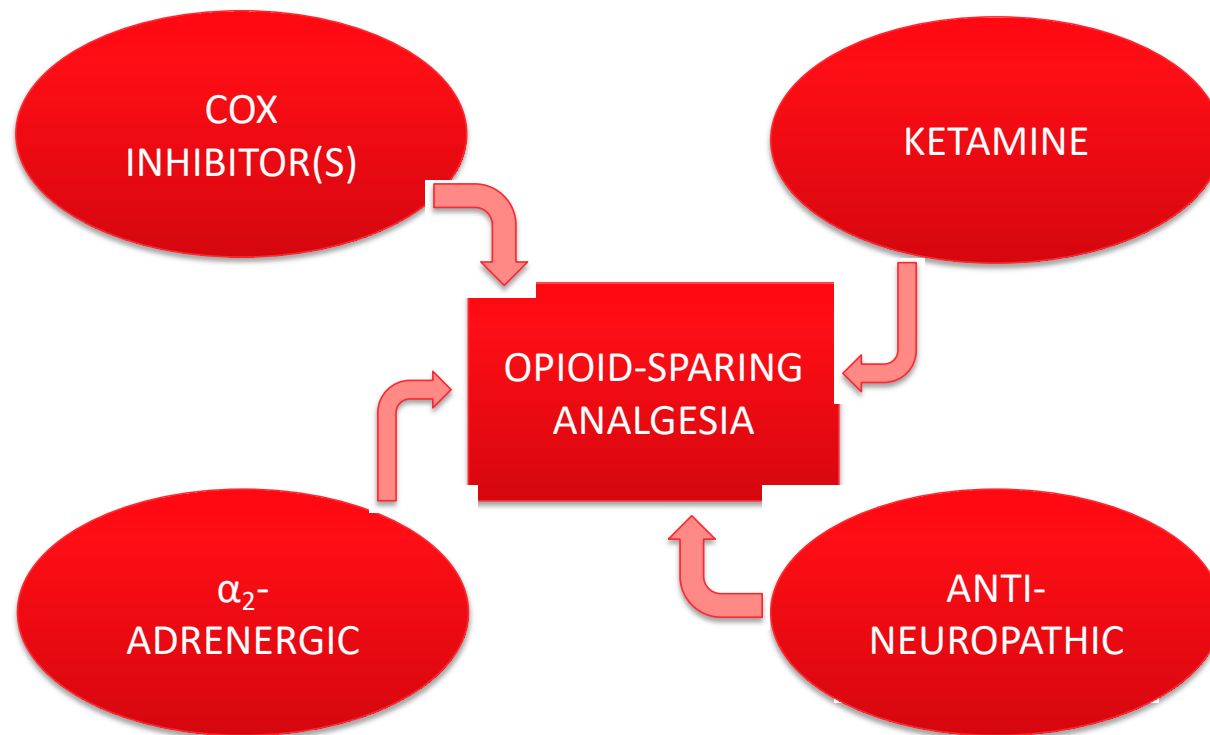 COX
INHIBITOR(S)
KETAMINE
OPIOID-SPARING
ANALGESIA
α₂-
ADRENERGIC
ANTI-
NEUROPATHIC